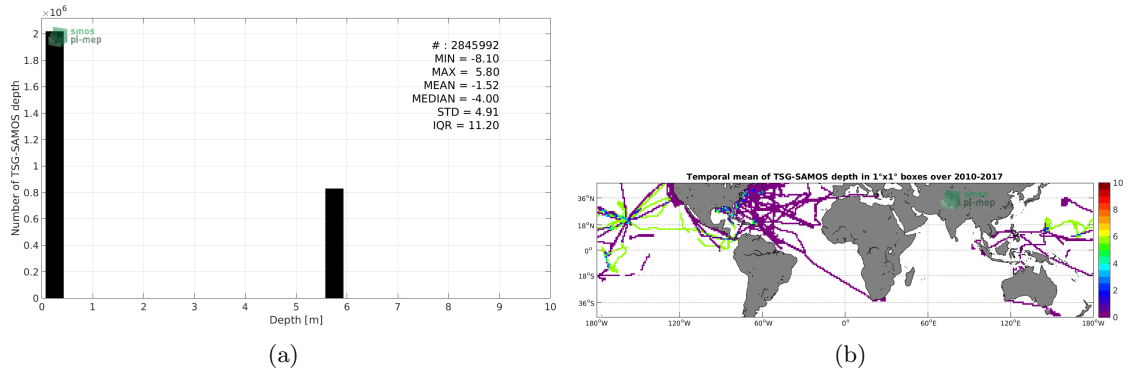 ×10⁶
2
1.8
1.6
1.4
1.2
1
0.8
0.6
0.4
0.2
0
Number of TSG-SAMOS depth
smos
pi-mep
# : 2845992
MIN = -8.10
MAX = 5.80
MEAN = -1.52
MEDIAN = -4.00
STD = 4.91
IQR = 11.20
0 1 2 3 4 5 6 7 8 9 10
Depth [m]
(a)
Temporal mean of TSG-SAMOS depth in 1°x1° boxes over 2010-2017
smos
pi-mep
36°N
18°N
0°
18°S
36°S
180°W 120°W 60°W 0° 60°E 120°E 180°W
10
8
6
4
2
0
(b)